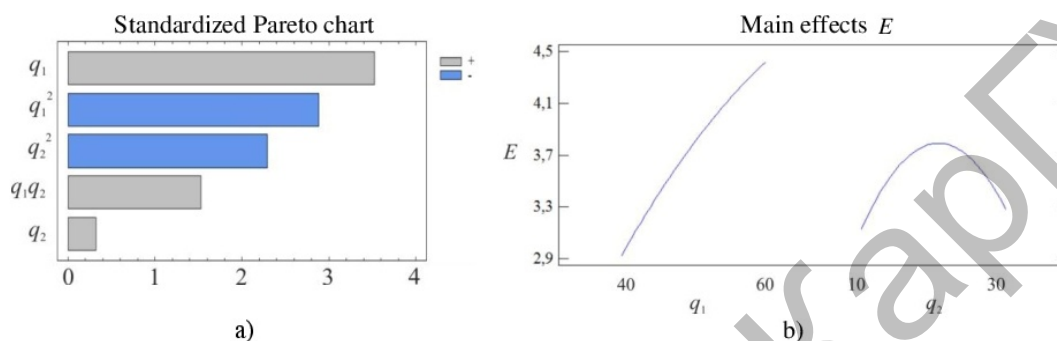 Standardized Pareto chart
q₁
q₁²
q₂²
q₁q₂
q₂
0 1 2 3 4
+
-
a)
Main effects E
4,5
4,1
3,7
3,3
2,9
E
40 60 10 30
q₁ q₂
b)